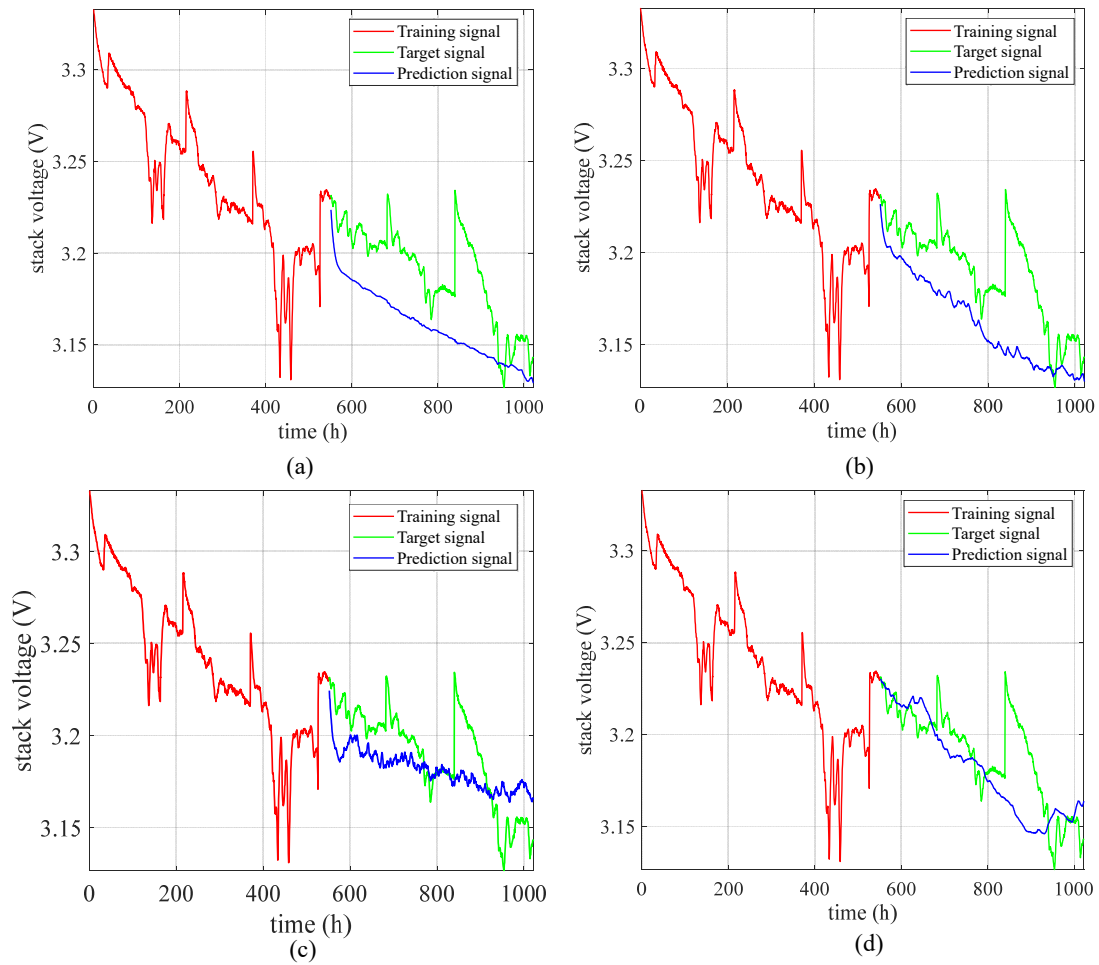 Training signal
Target signal
Prediction signal
3.3
3.25
3.2
3.15
stack voltage (V)
0 200 400 600 800 1000
time (h)
(a)
Training signal
Target signal
Prediction signal
3.3
3.25
3.2
3.15
stack voltage (V)
0 200 400 600 800 1000
time (h)
(b)
Training signal
Target signal
Prediction signal
3.3
3.25
3.2
3.15
stack voltage (V)
0 200 400 600 800 1000
time (h)
(c)
Training signal
Target signal
Prediction signal
3.3
3.25
3.2
3.15
stack voltage (V)
0 200 400 600 800 1000
time (h)
(d)